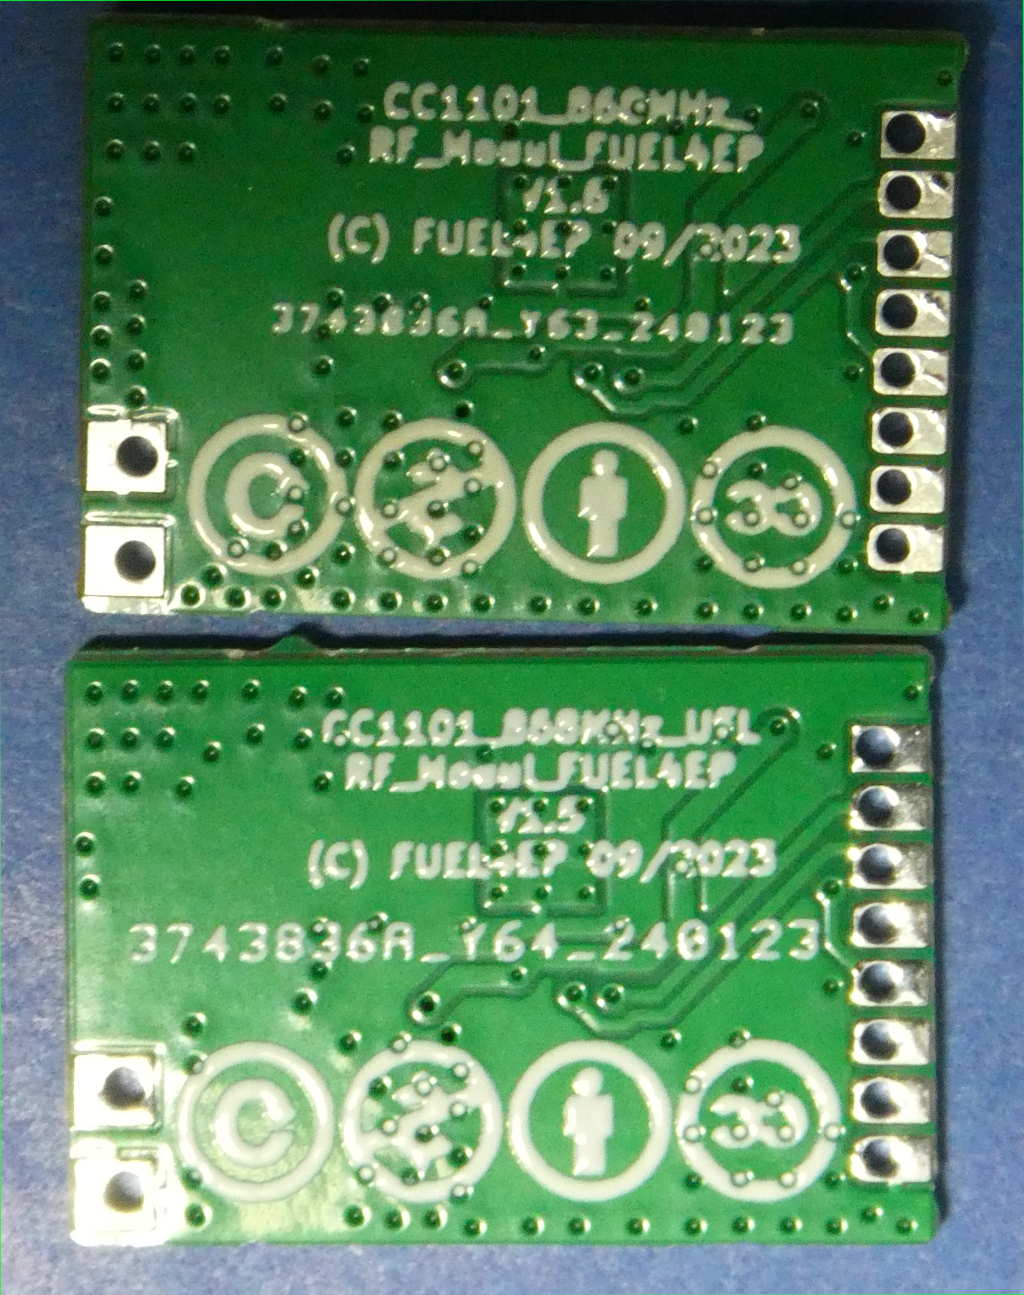 CC1101_868MHz_
RF_Modul_FUEL4EP
V1.6
(C) FUEL4EP 09/2023
3743836A_Y63_240123
CC1101_868MHz_UFL
RF_Modul_FUEL4EP
V1.5
(C) FUEL4EP 09/2023
3743836A_Y64_240123